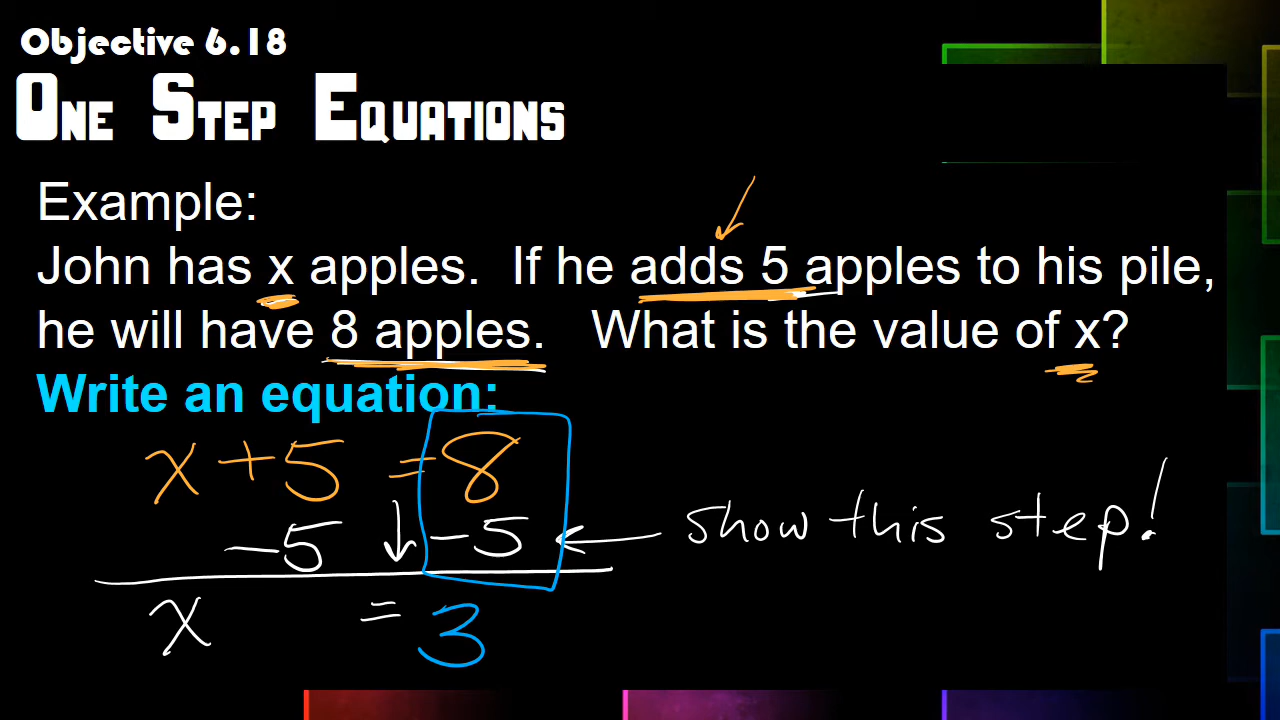 Objective 6.18
One Step Equations
Example:
John has x apples. If he adds 5 apples to his pile,
he will have 8 apples. What is the value of x?
Write an equation:
x + 5 = 8
-5 -5 show this step!
x = 3